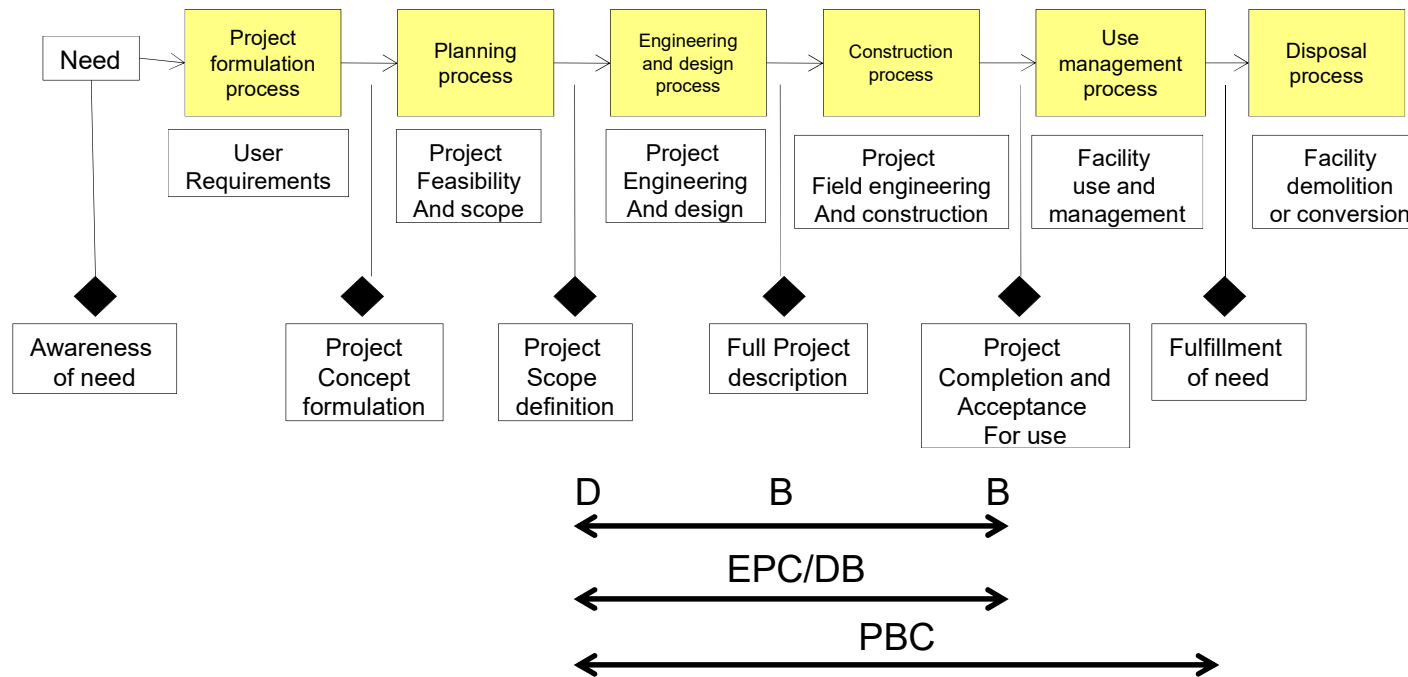 Need
Project
formulation
process
Planning
process
Engineering
and design
process
Construction
process
Use
management
process
Disposal
process
User
Requirements
Project
Feasibility
And scope
Project
Engineering
And design
Project
Field engineering
And construction
Facility
use and
management
Facility
demolition
or conversion
Awareness
of need
Project
Concept
formulation
Project
Scope
definition
Full Project
description
Project
Completion and
Acceptance
For use
Fulfillment
of need
D B B
EPC/DB
PBC